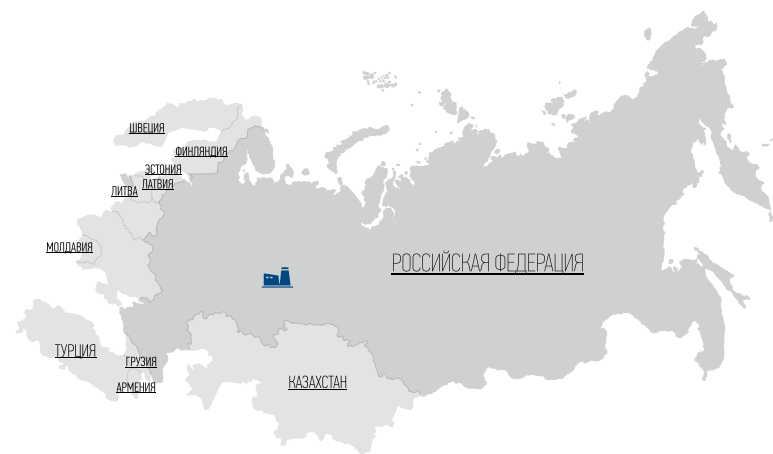 ШВЕЦИЯ
ФИНЛЯНДИЯ
ЭСТОНИЯ
ЛАТВИЯ
ЛИТВА
МОЛДАВИЯ
РОССИЙСКАЯ ФЕДЕРАЦИЯ
ТУРЦИЯ
ГРУЗИЯ
АРМЕНИЯ
КАЗАХСТАН